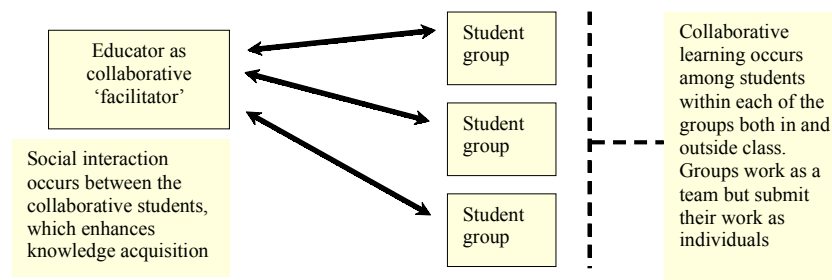 Educator as
collaborative
‘facilitator’
Social interaction
occurs between the
collaborative students,
which enhances
knowledge acquisition
Student
group
Student
group
Student
group
Collaborative
learning occurs
among students
within each of the
groups both in and
outside class.
Groups work as a
team but submit
their work as
individuals